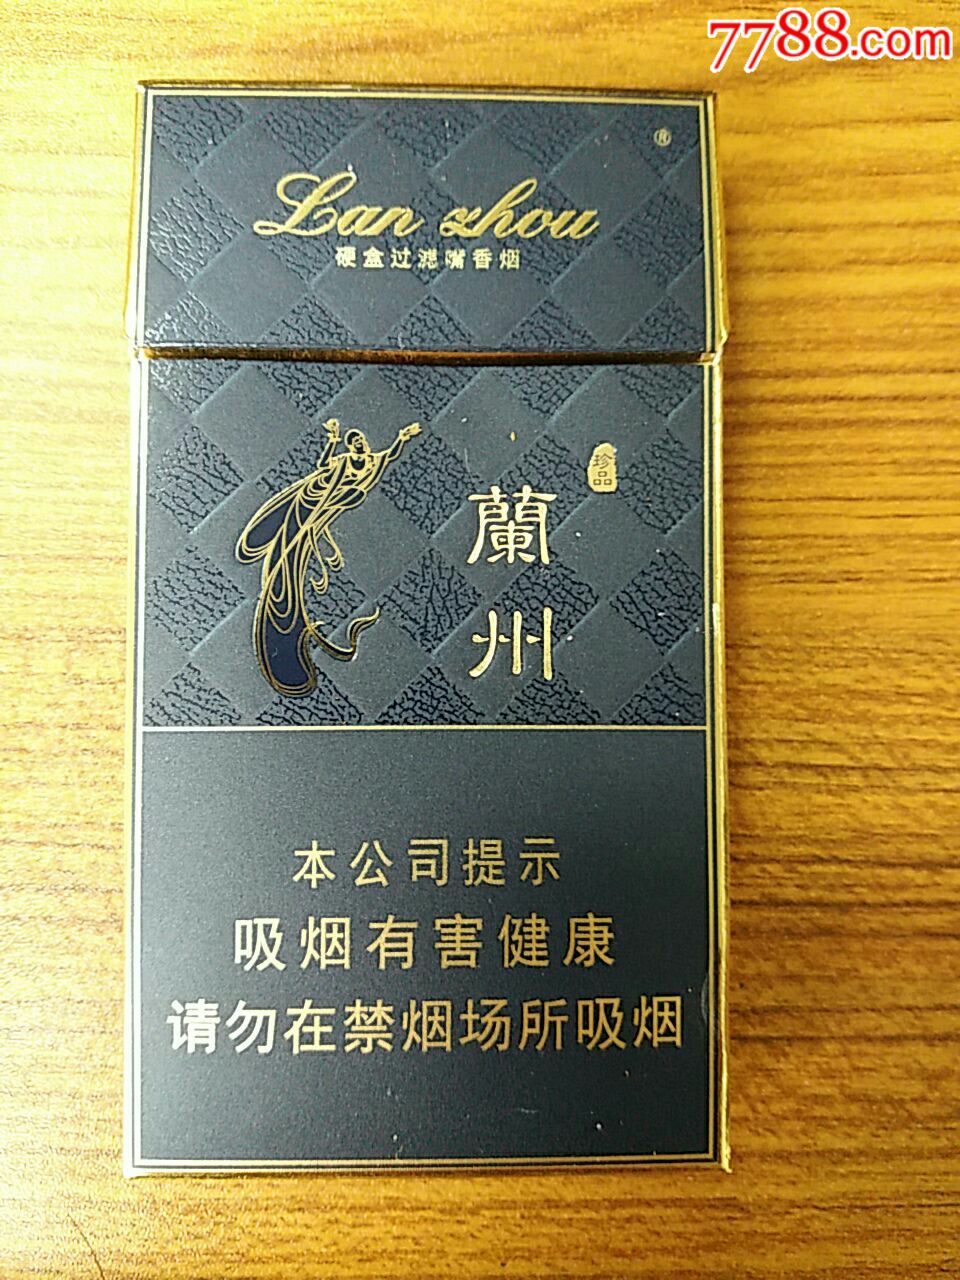 7788.com
®
Lan zhou
硬盒过滤嘴香烟
珍品
蘭州
本公司提示
吸烟有害健康
请勿在禁烟场所吸烟